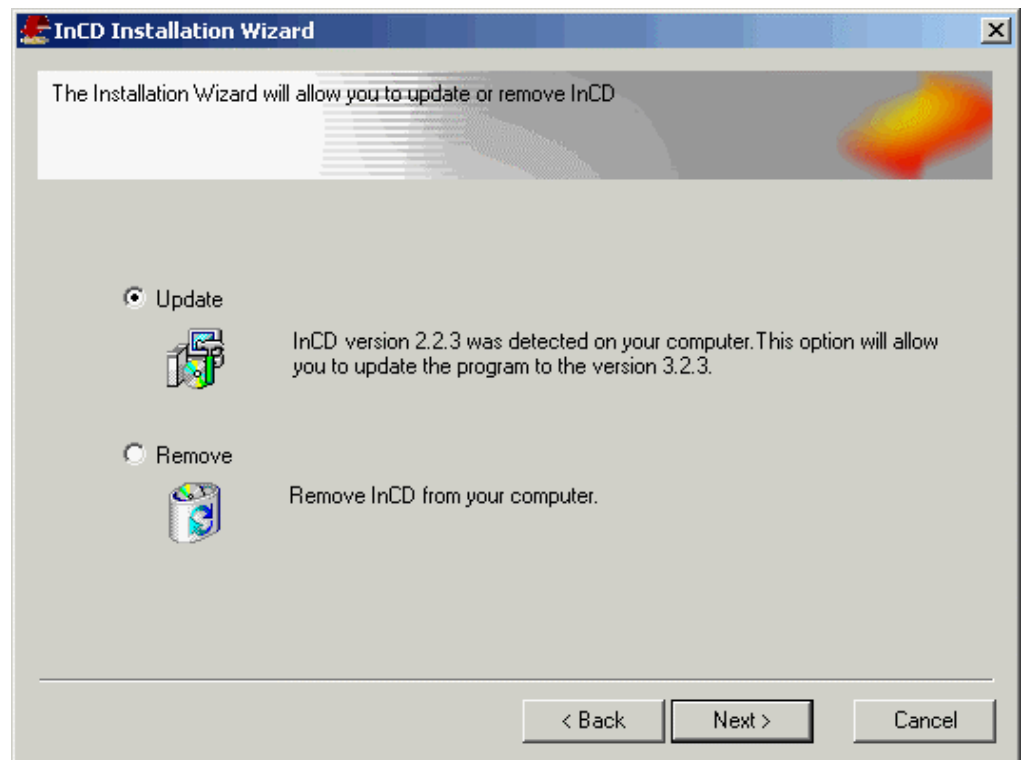 InCD Installation Wizard
The Installation Wizard will allow you to update or remove InCD
Update
InCD version 2.2.3 was detected on your computer.This option will allow
you to update the program to the version 3.2.3.
Remove
Remove InCD from your computer.
< Back
Next >
Cancel